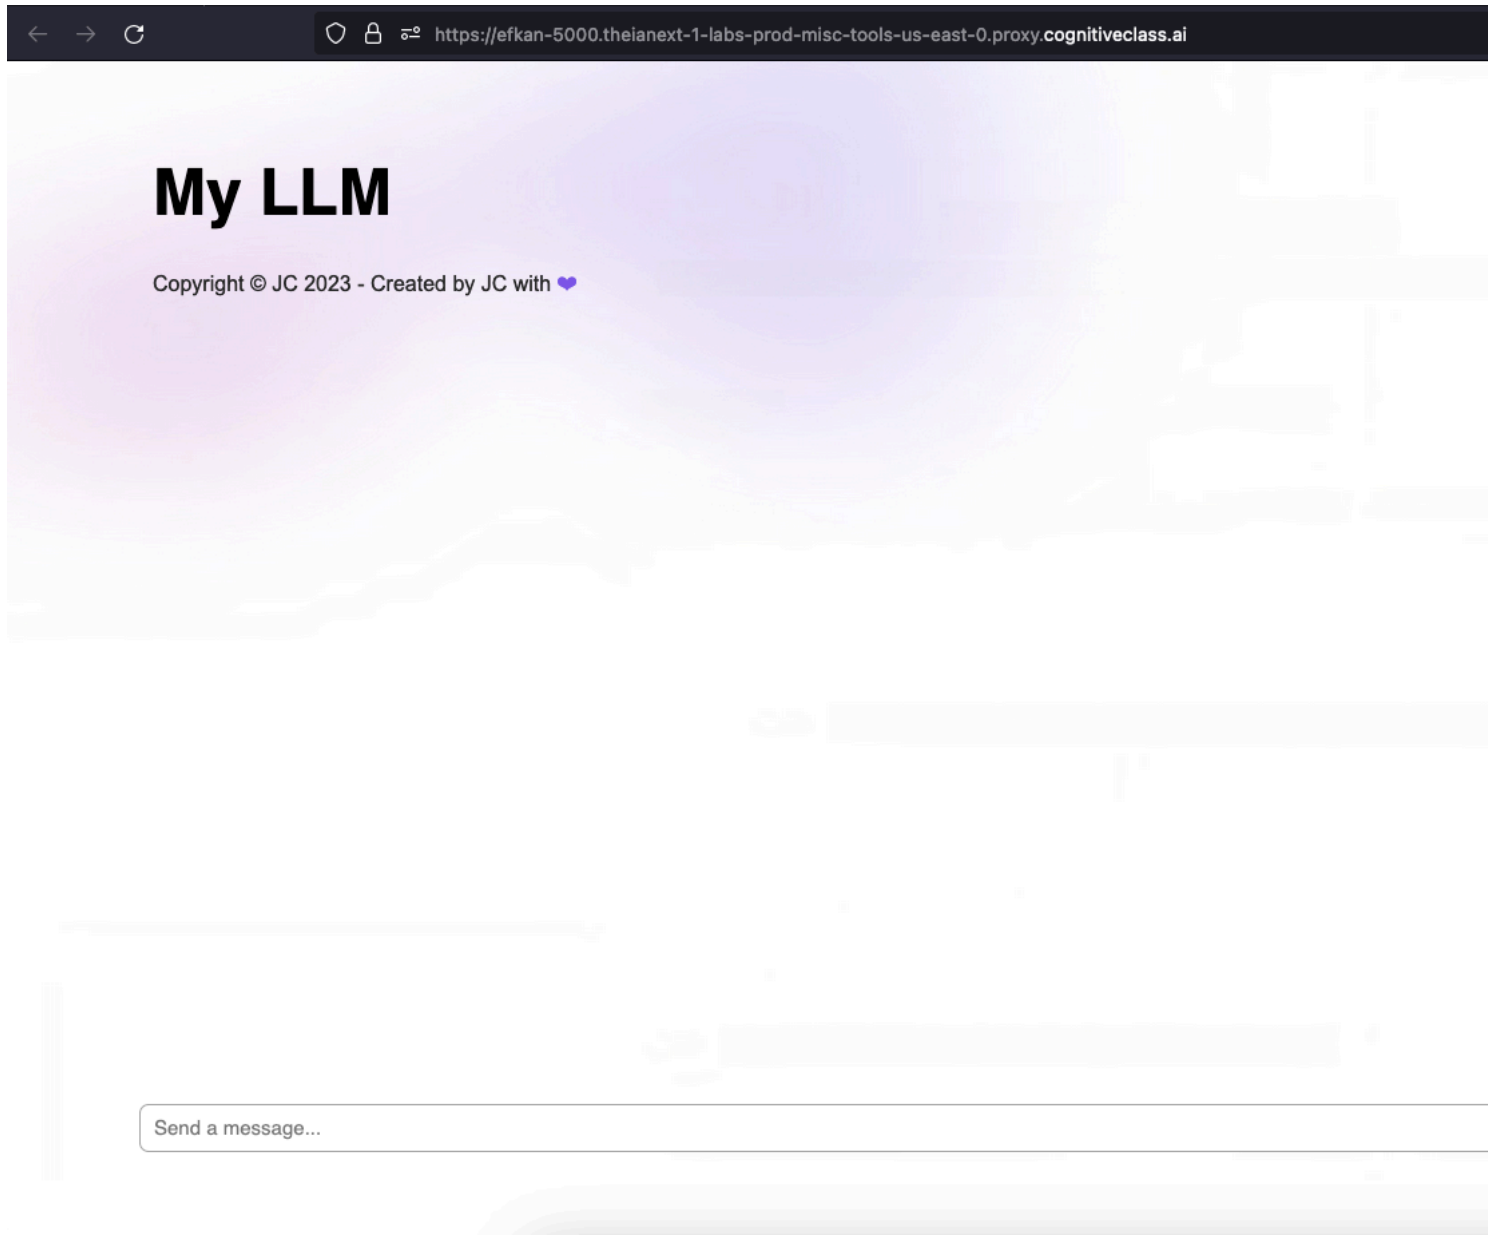 https://efkan-5000.theianext-1-labs-prod-misc-tools-us-east-0.proxy.cognitiveclass.ai
My LLM
Copyright © JC 2023 - Created by JC with 💜
Send a message...